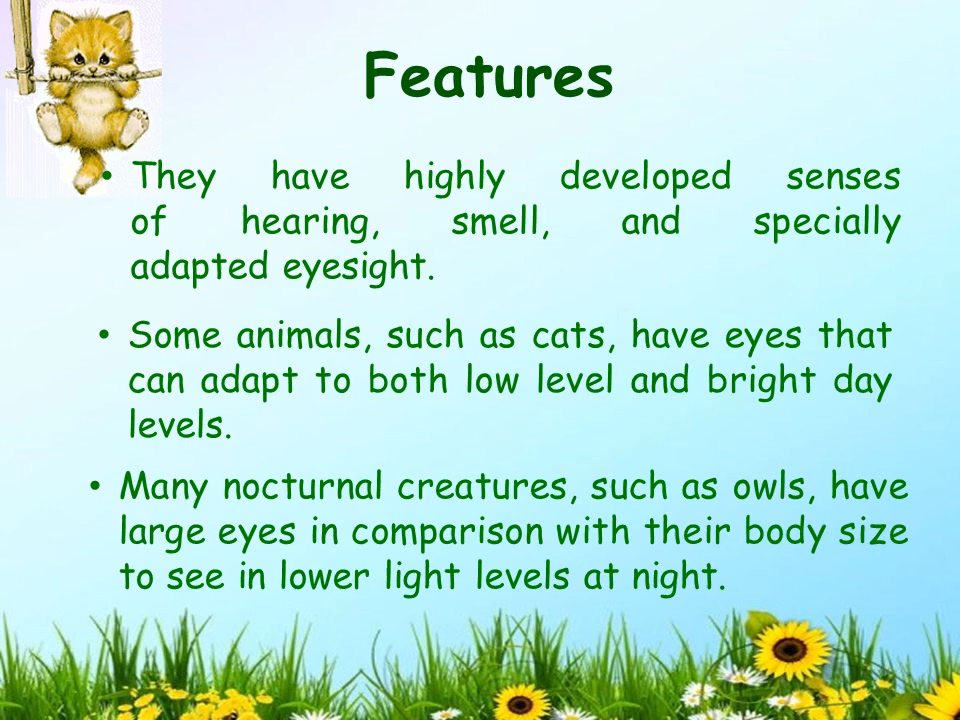 Features
• They have highly developed senses
of hearing, smell, and specially
adapted eyesight.
• Some animals, such as cats, have eyes that
can adapt to both low level and bright day
levels.
• Many nocturnal creatures, such as owls, have
large eyes in comparison with their body size
to see in lower light levels at night.